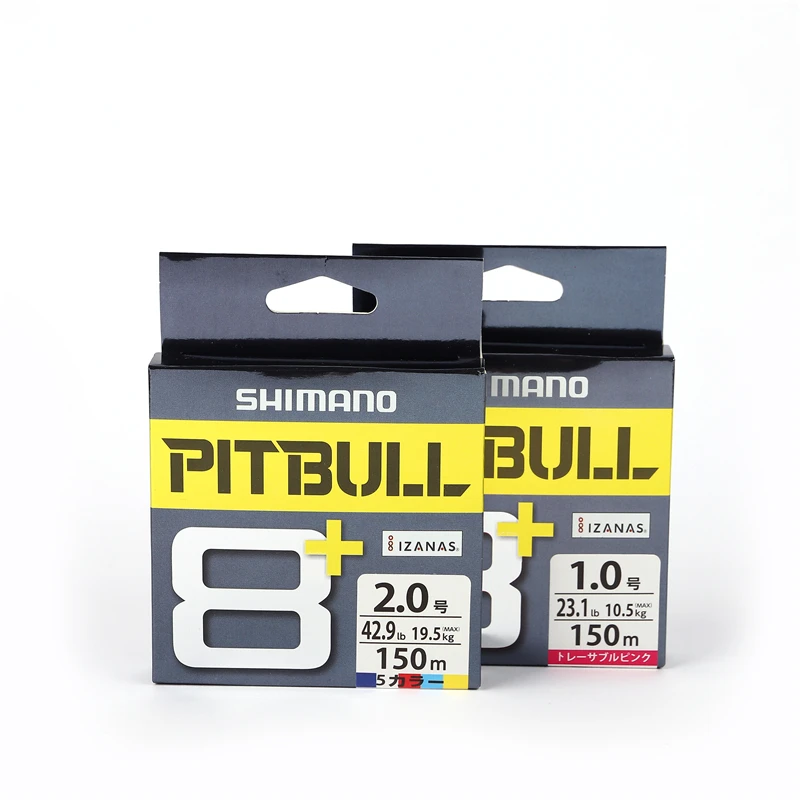 SHIMANO
PITBULL
8+
IZANAS
2.0号
42.9lb 19.5kg (MAX)
150m
5カラー
MANO
BULL
8+
IZANAS
1.0号
23.1lb 10.5kg (MAX)
150m
トレーサブルピンク